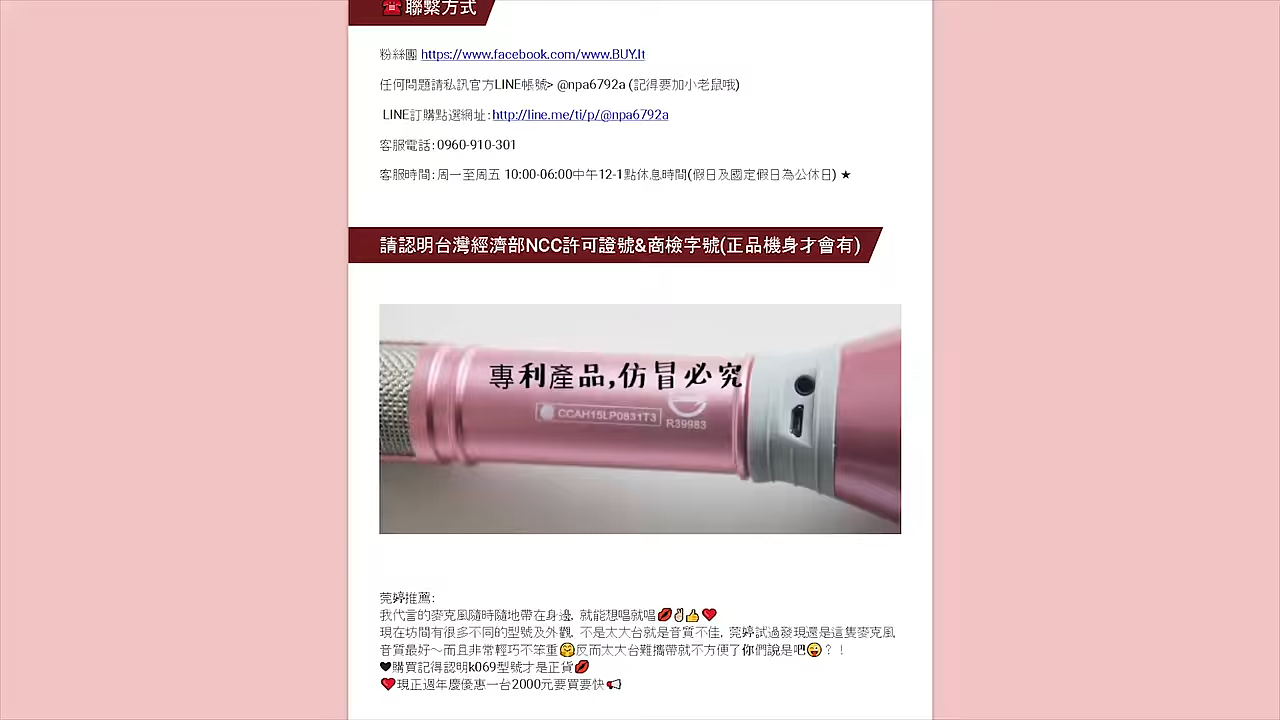 ☎️聯繫方式
粉絲團 https://www.facebook.com/www.BUY.It
任何問題請私訊官方LINE帳號> @npa6792a (記得要加小老鼠哦)
LINE訂購點選網址：http://line.me/ti/p/@npa6792a
客服電話：0960-910-301
客服時間：周一至周五 10:00-06:00中午12-1點休息時間(假日及國定假日為公休日) ★
請認明台灣經濟部NCC許可證號&商檢字號(正品機身才會有)
專利產品,仿冒必究
CCAH15LP0831T3
R39983
莞婷推薦：
我代言的麥克風隨時隨地帶在身邊，就能想唱就唱💋✌🏻👍❤️
現在坊間有很多不同的型號及外觀，不是太大台就是音質不佳，莞婷試過發現還是這隻麥克風
音質最好～而且非常輕巧不笨重🤗反而太大台難攜帶就不方便了你們說是吧😜？！
🖤購買記得認明k069型號才是正貨💋
❤️現正過年慶優惠一台2000元要買要快📢